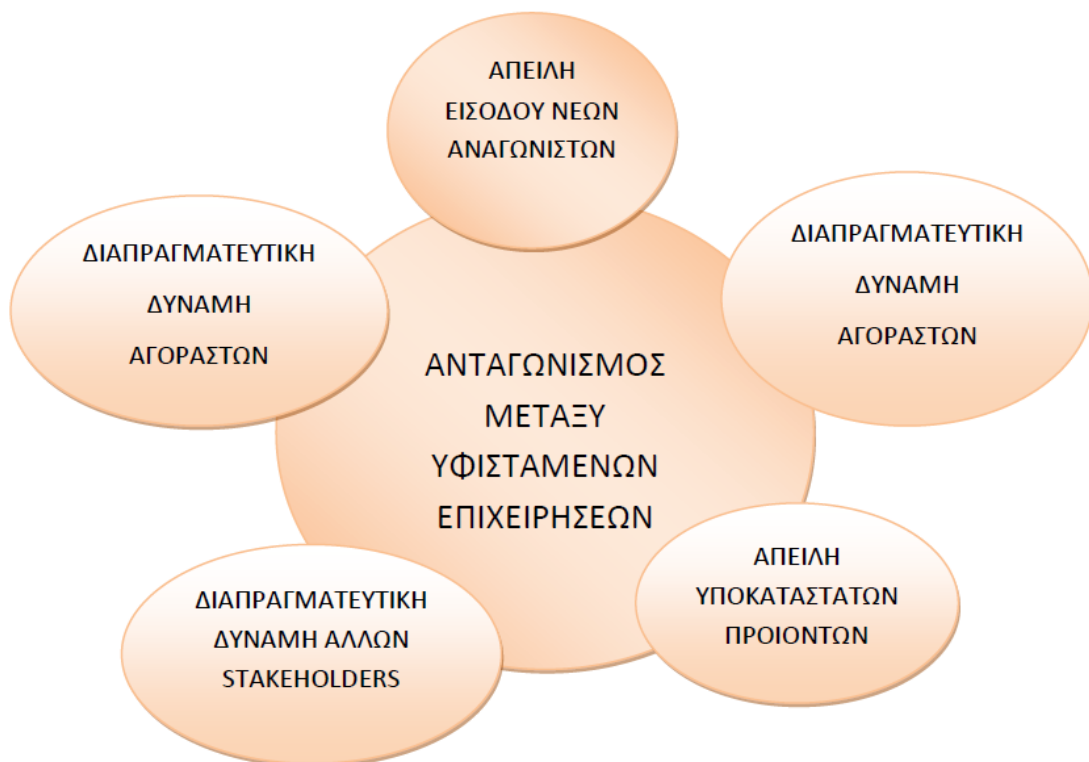 ΑΠΕΙΛΗ
ΕΙΣΟΔΟΥ ΝΕΩΝ
ΑΝΑΓΩΝΙΣΤΩΝ
ΔΙΑΠΡΑΓΜΑΤΕΥΤΙΚΗ
ΔΥΝΑΜΗ
ΑΓΟΡΑΣΤΩΝ
ΔΙΑΠΡΑΓΜΑΤΕΥΤΙΚΗ
ΔΥΝΑΜΗ
ΑΓΟΡΑΣΤΩΝ
ΑΝΤΑΓΩΝΙΣΜΟΣ
ΜΕΤΑΞΥ
ΥΦΙΣΤΑΜΕΝΩΝ
ΕΠΙΧΕΙΡΗΣΕΩΝ
ΔΙΑΠΡΑΓΜΑΤΕΥΤΙΚΗ
ΔΥΝΑΜΗ ΑΛΛΩΝ
STAKEHOLDERS
ΑΠΕΙΛΗ
ΥΠΟΚΑΤΑΣΤΑΤΩΝ
ΠΡΟΙΟΝΤΩΝ